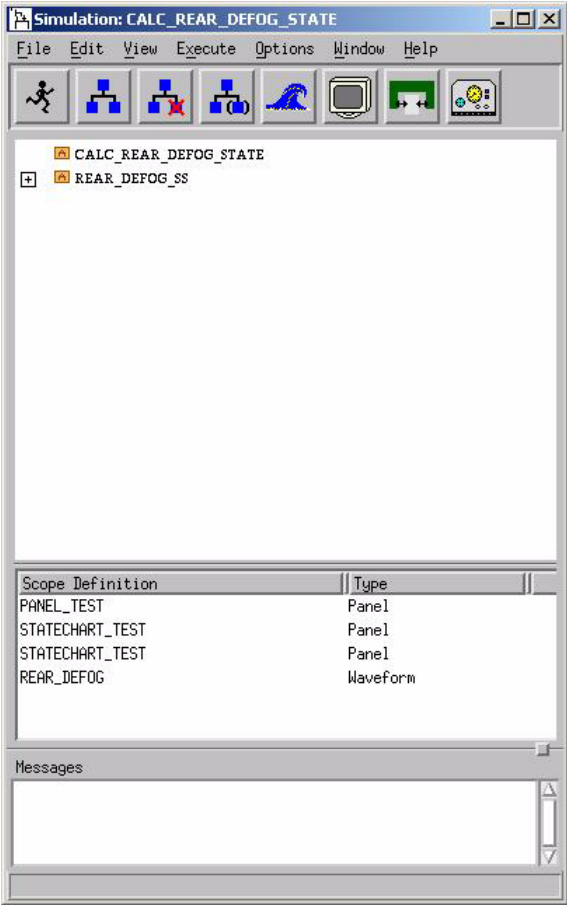 Simulation: CALC_REAR_DEFOG_STATE
File Edit View Execute Options Window Help
CALC_REAR_DEFOG_STATE
REAR_DEFOG_SS
Scope Definition Type
PANEL_TEST Panel
STATECHART_TEST Panel
STATECHART_TEST Panel
REAR_DEFOG Waveform
Messages